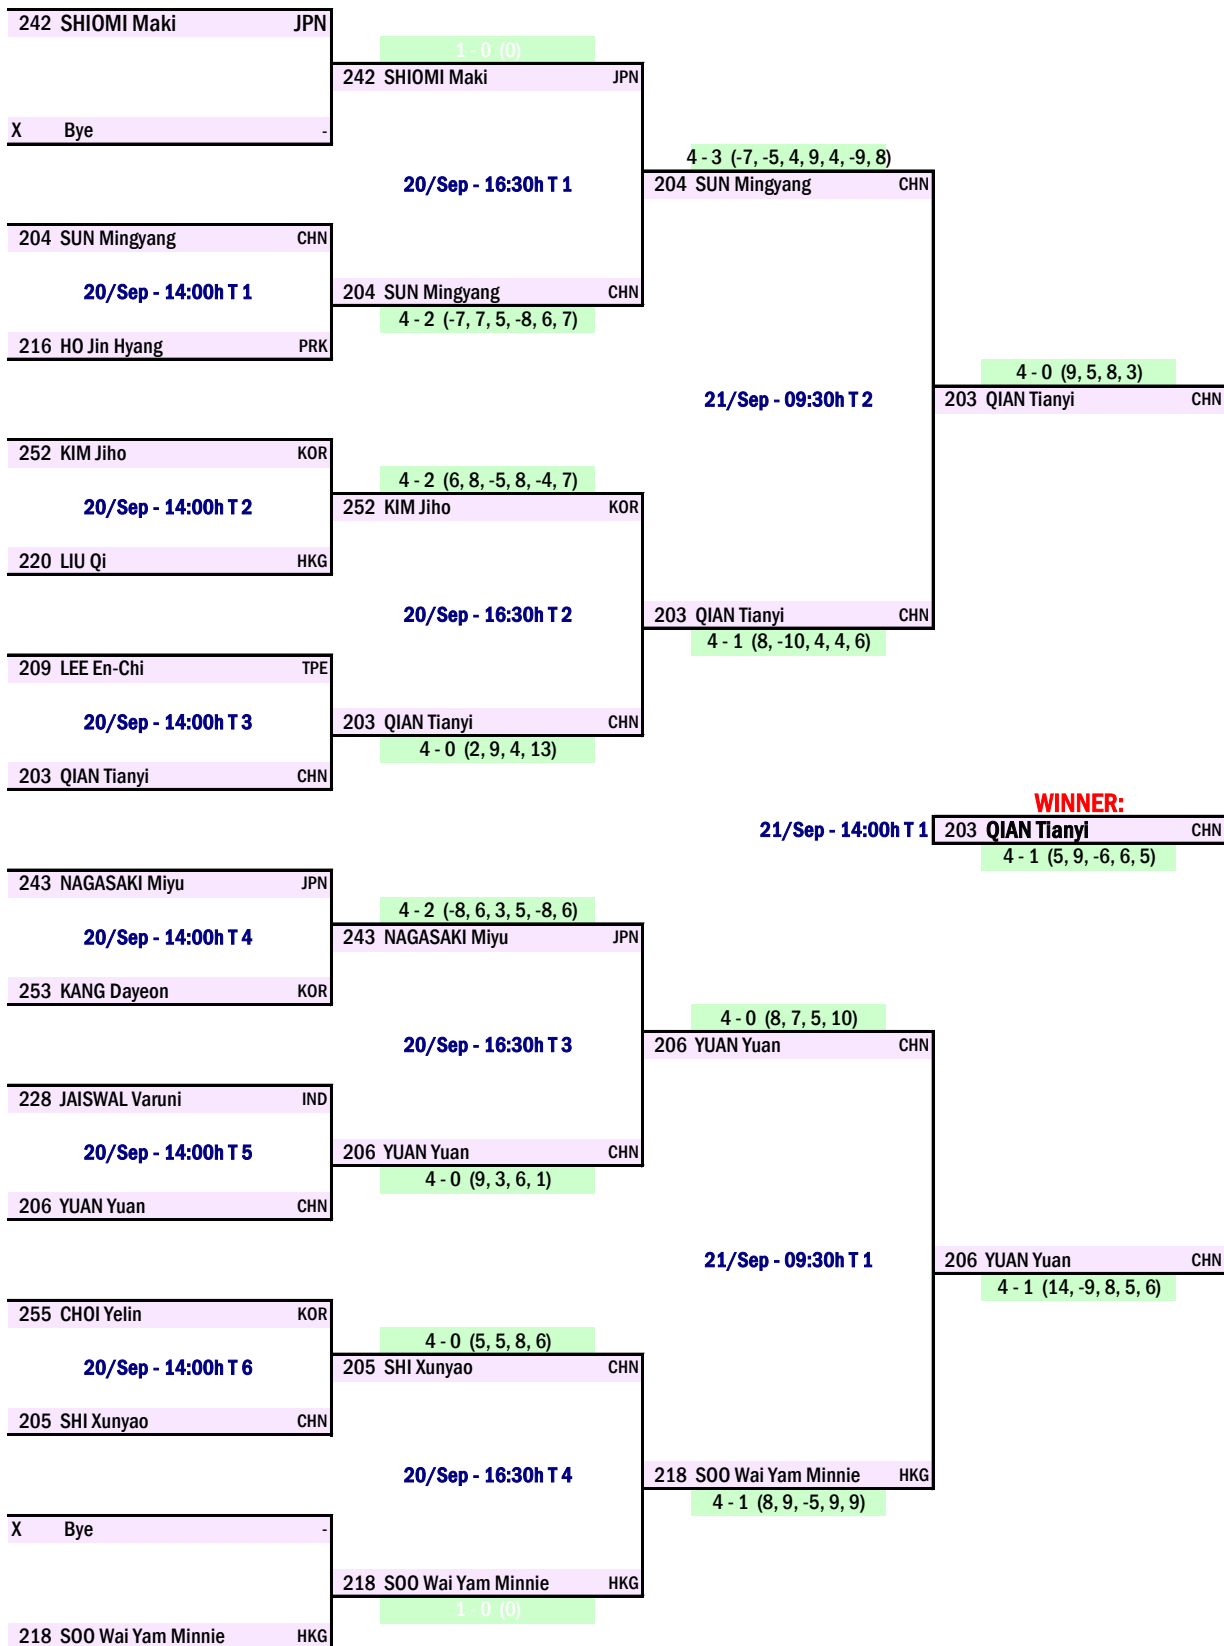 242 SHIOMI Maki JPN
1 - 0 (0)
242 SHIOMI Maki JPN
X Bye -
4 - 3 (-7, -5, 4, 9, 4, -9, 8)
20/Sep - 16:30h T 1
204 SUN Mingyang CHN
204 SUN Mingyang CHN
20/Sep - 14:00h T 1
204 SUN Mingyang CHN
4 - 2 (-7, 7, 5, -8, 6, 7)
216 HO Jin Hyang PRK
4 - 0 (9, 5, 8, 3)
21/Sep - 09:30h T 2
203 QIAN Tianyi CHN
252 KIM Jiho KOR
4 - 2 (6, 8, -5, 8, -4, 7)
20/Sep - 14:00h T 2
252 KIM Jiho KOR
220 LIU Qi HKG
20/Sep - 16:30h T 2
203 QIAN Tianyi CHN
4 - 1 (8, -10, 4, 4, 6)
209 LEE En-Chi TPE
20/Sep - 14:00h T 3
203 QIAN Tianyi CHN
4 - 0 (2, 9, 4, 13)
203 QIAN Tianyi CHN
WINNER:
21/Sep - 14:00h T 1
203 QIAN Tianyi CHN
4 - 1 (5, 9, -6, 6, 5)
243 NAGASAKI Miyu JPN
4 - 2 (-8, 6, 3, 5, -8, 6)
20/Sep - 14:00h T 4
243 NAGASAKI Miyu JPN
253 KANG Dayeon KOR
4 - 0 (8, 7, 5, 10)
20/Sep - 16:30h T 3
206 YUAN Yuan CHN
228 JAISWAL Varuni IND
20/Sep - 14:00h T 5
206 YUAN Yuan CHN
4 - 0 (9, 3, 6, 1)
206 YUAN Yuan CHN
21/Sep - 09:30h T 1
206 YUAN Yuan CHN
4 - 1 (14, -9, 8, 5, 6)
255 CHOI Yelin KOR
4 - 0 (5, 5, 8, 6)
20/Sep - 14:00h T 6
205 SHI Xunyao CHN
205 SHI Xunyao CHN
20/Sep - 16:30h T 4
218 SOO Wai Yam Minnie HKG
4 - 1 (8, 9, -5, 9, 9)
X Bye -
218 SOO Wai Yam Minnie HKG
1 - 0 (0)
218 SOO Wai Yam Minnie HKG